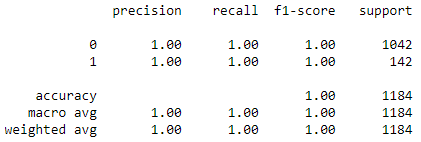 precision recall f1-score support
0 1.00 1.00 1.00 1042
1 1.00 1.00 1.00 142
accuracy 1.00 1184
macro avg 1.00 1.00 1.00 1184
weighted avg 1.00 1.00 1.00 1184